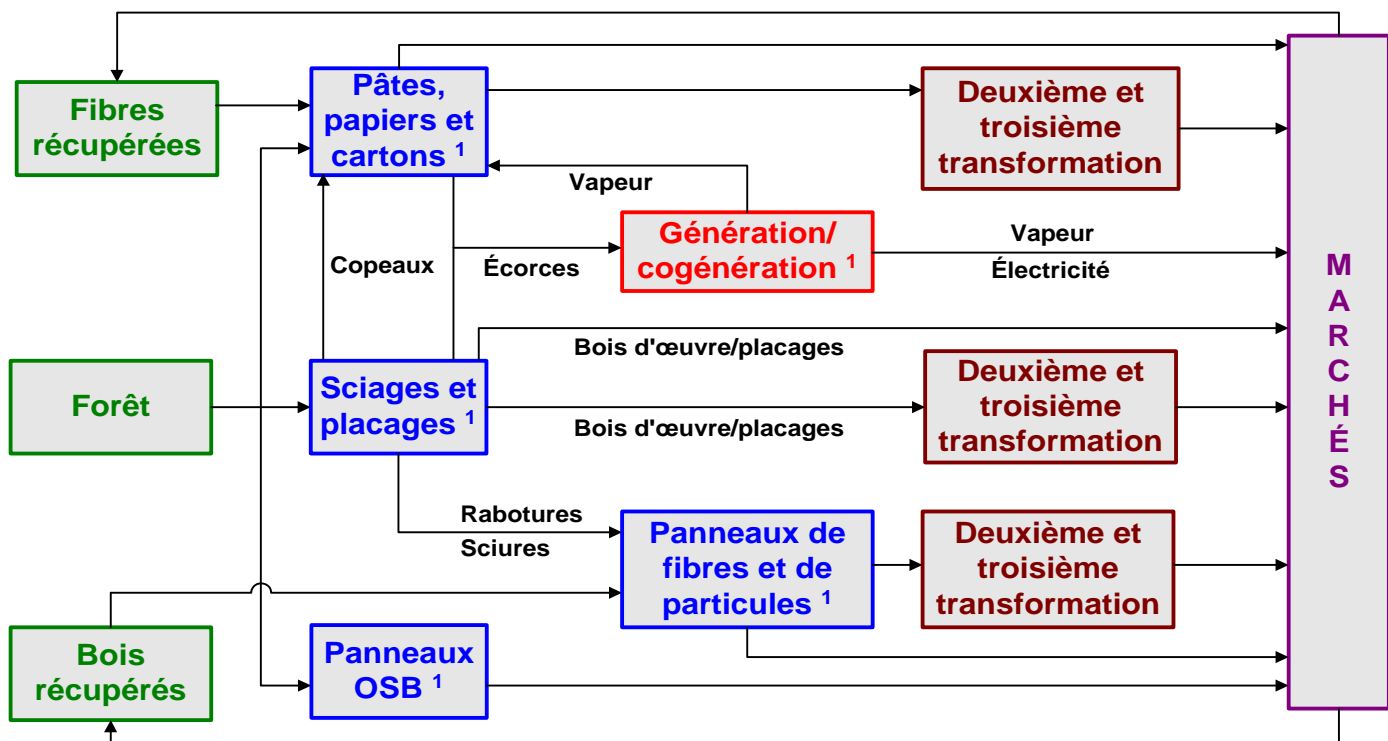 Fibres
récupérées
Pâtes,
papiers et
cartons ¹
Deuxième et
troisième
transformation
Vapeur
Génération/
cogénération ¹
Vapeur
Électricité
Copeaux
Écorces
MARCHÉS
Forêt
Sciages et
placages ¹
Bois d'œuvre/placages
Bois d'œuvre/placages
Deuxième et
troisième
transformation
Rabotures
Sciures
Panneaux de
fibres et de
particules ¹
Deuxième et
troisième
transformation
Bois
récupérés
Panneaux
OSB ¹